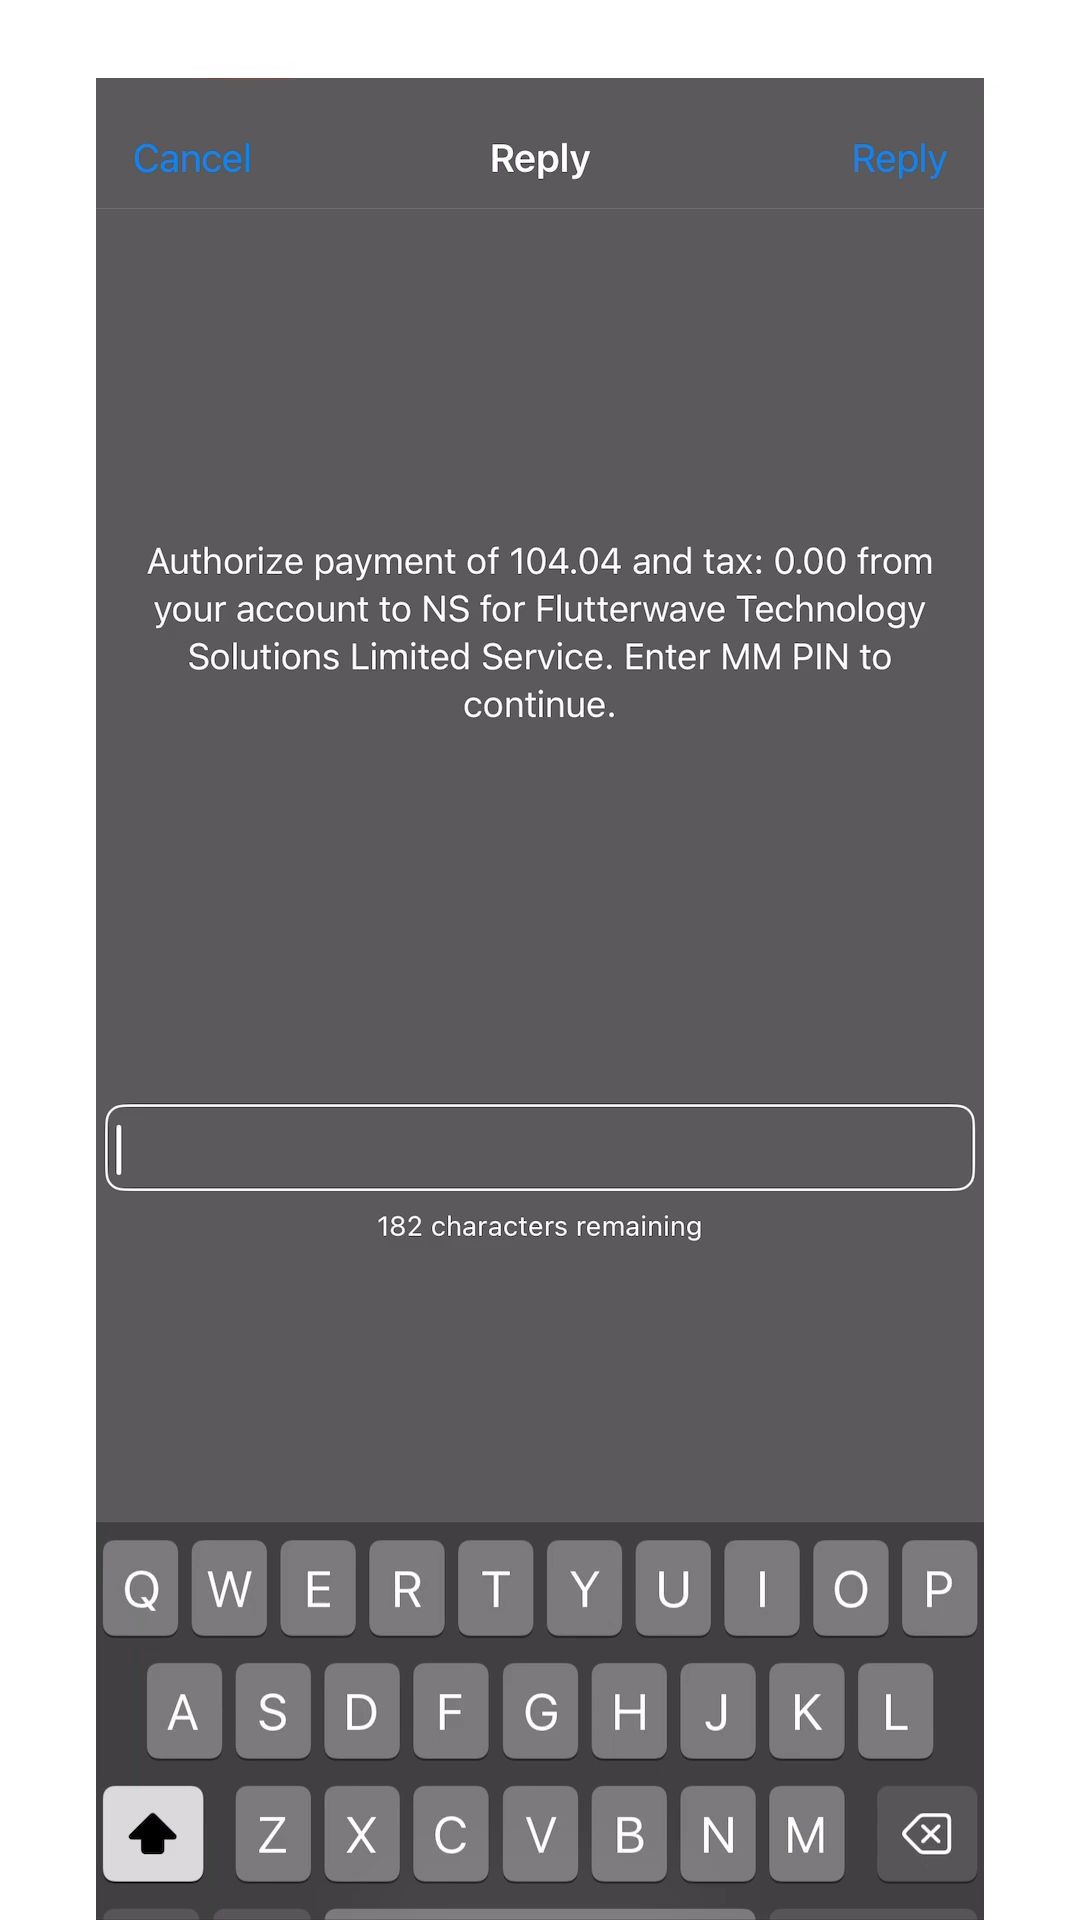 Cancel Reply Reply
Authorize payment of 104.04 and tax: 0.00 from
your account to NS for Flutterwave Technology
Solutions Limited Service. Enter MM PIN to
continue.
182 characters remaining
Q W E R T Y U I O P
A S D F G H J K L
Z X C V B N M